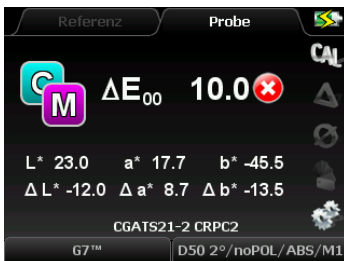 Referenz Probe
CAL
C M ΔE00 10.0
L* 23.0 a* 17.7 b* -45.5
Δ L* -12.0 Δ a* 8.7 Δ b* -13.5
CGATS21-2 CRPC2
G7™ D50 2°/noPOL/ABS/M1